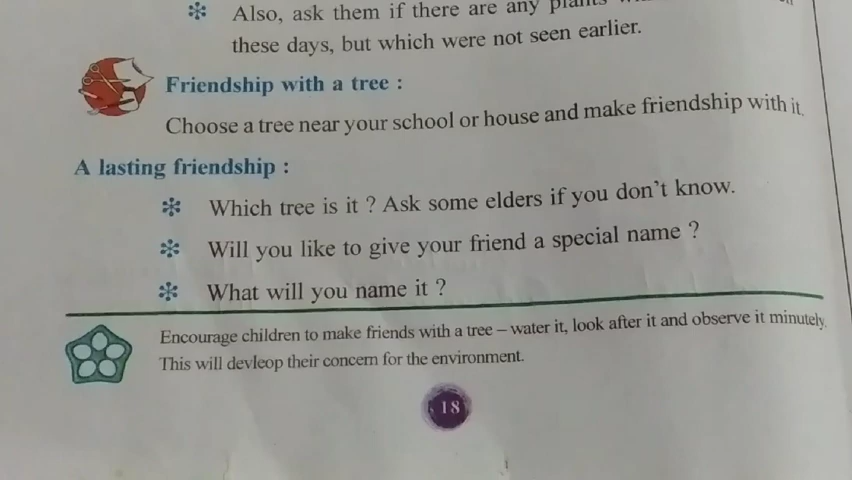 Also, ask them if there are any plants
these days, but which were not seen earlier.
Friendship with a tree :
Choose a tree near your school or house and make friendship with it.
A lasting friendship :
✻ Which tree is it ? Ask some elders if you don't know.
✻ Will you like to give your friend a special name ?
✻ What will you name it ?
Encourage children to make friends with a tree – water it, look after it and observe it minutely.
This will devleop their concern for the environment.
18